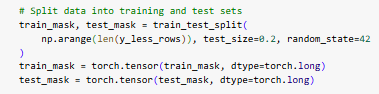 # Split data into training and test sets
train_mask, test_mask = train_test_split(
    np.arange(len(y_less_rows)), test_size=0.2, random_state=42
)
train_mask = torch.tensor(train_mask, dtype=torch.long)
test_mask = torch.tensor(test_mask, dtype=torch.long)